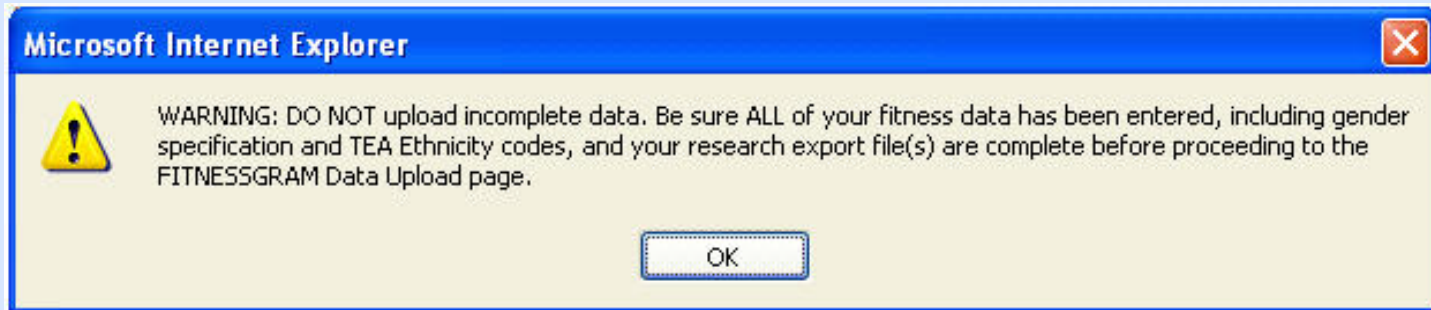 Microsoft Internet Explorer
WARNING: DO NOT upload incomplete data. Be sure ALL of your fitness data has been entered, including gender
specification and TEA Ethnicity codes, and your research export file(s) are complete before proceeding to the
FITNESSGRAM Data Upload page.
OK